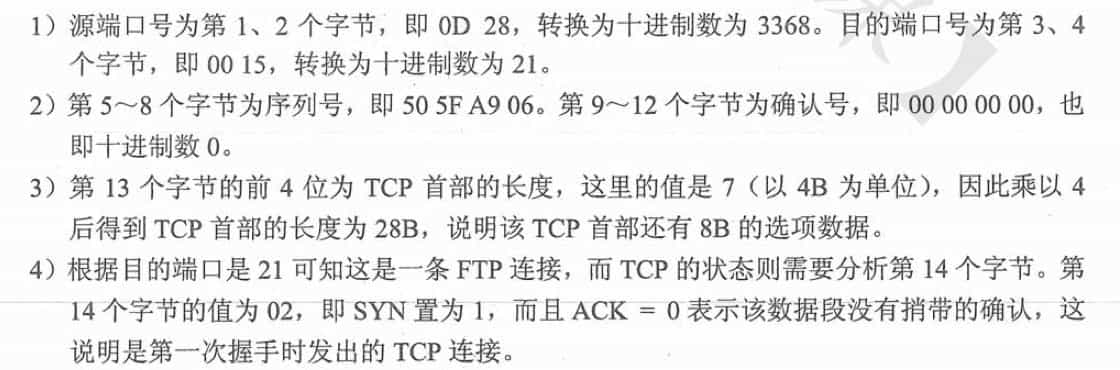 1）源端口号为第 1、2 个字节，即 0D 28，转换为十进制数为 3368。目的端口号为第 3、4
个字节，即 00 15，转换为十进制数为 21。
2）第 5～8 个字节为序列号，即 50 5F A9 06。第 9～12 个字节为确认号，即 00 00 00 00，也
即十进制数 0。
3）第 13 个字节的前 4 位为 TCP 首部的长度，这里的值是 7（以 4B 为单位），因此乘以 4
后得到 TCP 首部的长度为 28B，说明该 TCP 首部还有 8B 的选项数据。
4）根据目的端口是 21 可知这是一条 FTP 连接，而 TCP 的状态则需要分析第 14 个字节。第
14 个字节的值为 02，即 SYN 置为 1，而且 ACK = 0 表示该数据段没有捎带的确认，这
说明是第一次握手时发出的 TCP 连接。